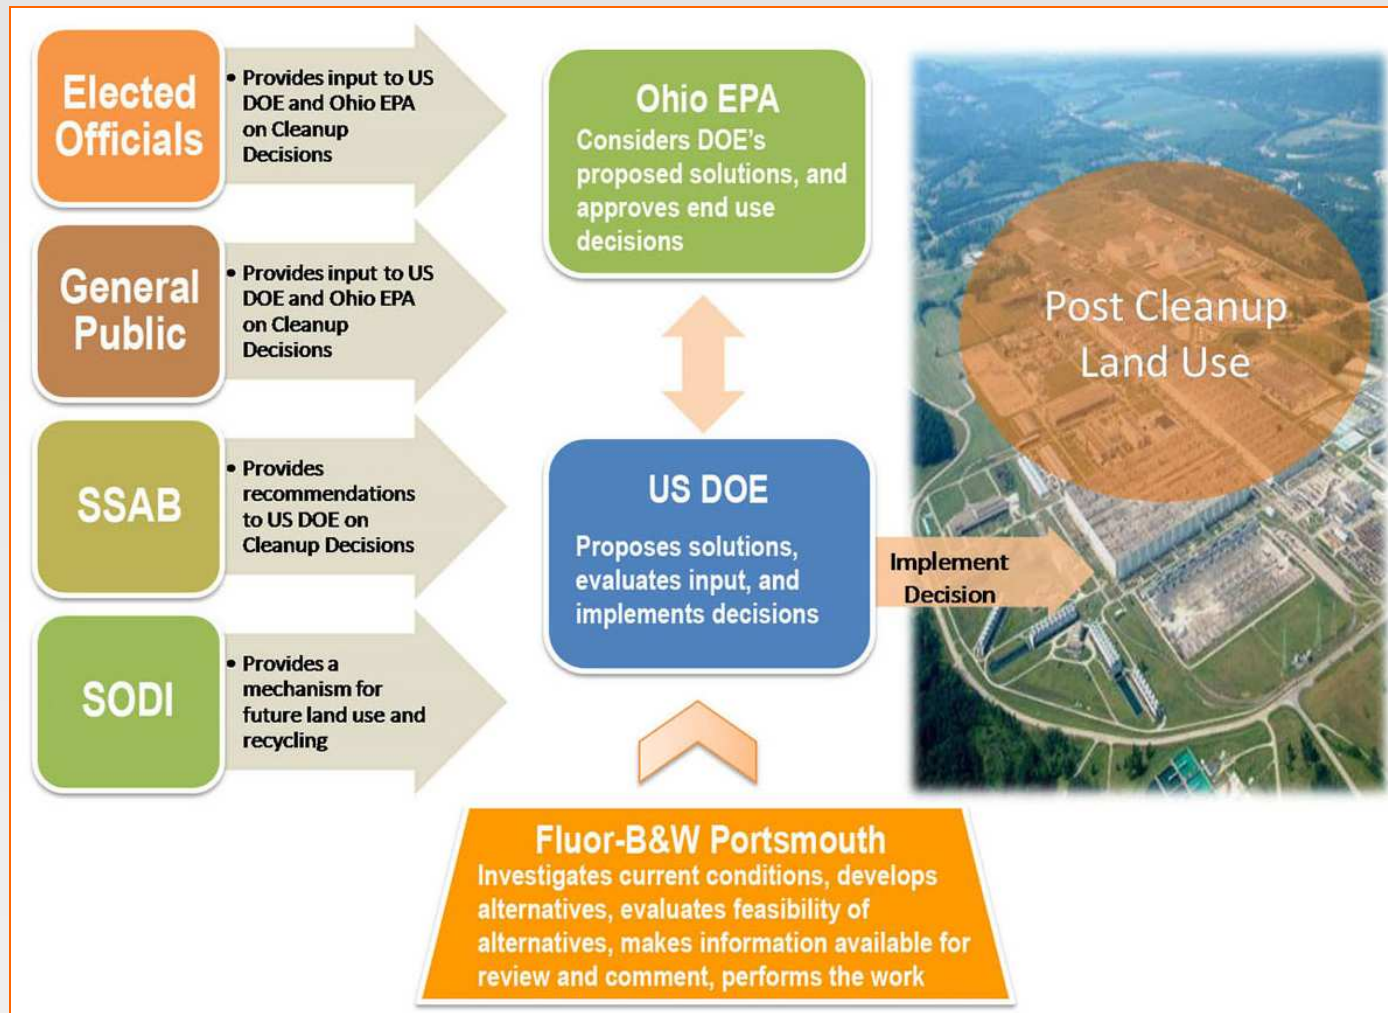 Elected
Officials
• Provides input to US
DOE and Ohio EPA
on Cleanup
Decisions
General
Public
• Provides input to US
DOE and Ohio EPA
on Cleanup
Decisions
SSAB
• Provides
recommendations
to US DOE on
Cleanup Decisions
SODI
• Provides a
mechanism for
future land use and
recycling
Ohio EPA
Considers DOE’s
proposed solutions, and
approves end use
decisions
US DOE
Proposes solutions,
evaluates input, and
implements decisions
Implement
Decision
Post Cleanup
Land Use
Fluor-B&W Portsmouth
Investigates current conditions, develops
alternatives, evaluates feasibility of
alternatives, makes information available for
review and comment, performs the work